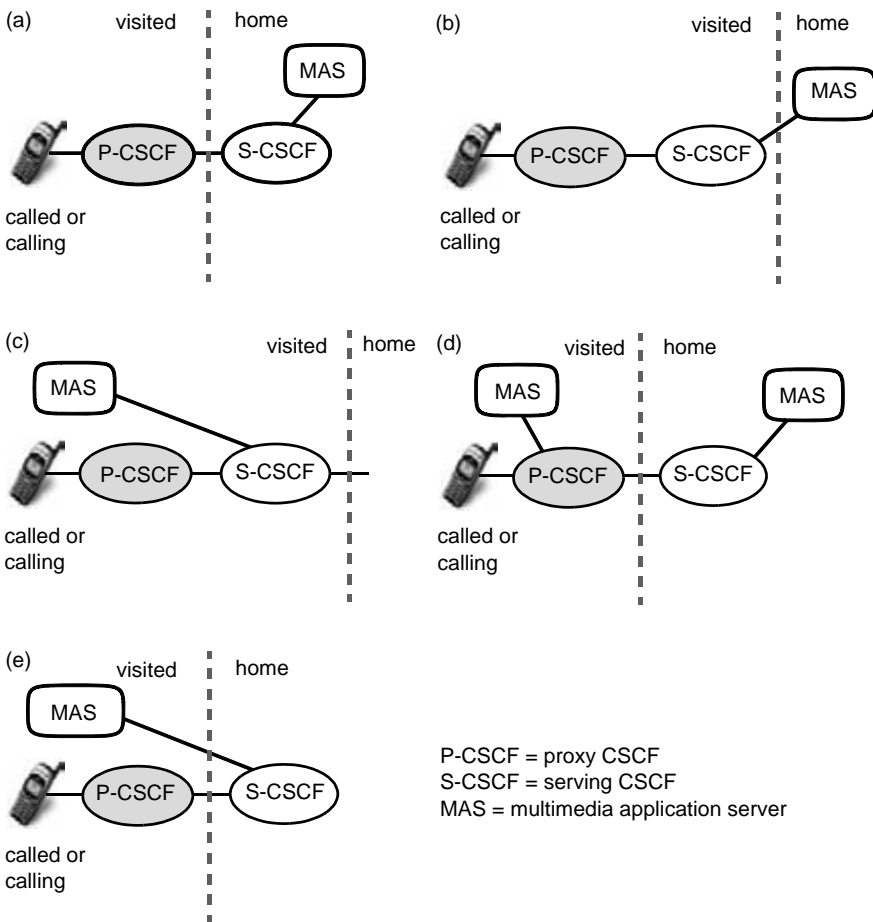 (a)
visited home
MAS
P-CSCF S-CSCF
called or
calling
(b)
visited home
MAS
P-CSCF S-CSCF
called or
calling
(c)
visited home
MAS
P-CSCF S-CSCF
called or
calling
(d)
visited home
MAS MAS
P-CSCF S-CSCF
called or
calling
(e)
visited home
MAS
P-CSCF S-CSCF
called or
calling
P-CSCF = proxy CSCF
S-CSCF = serving CSCF
MAS = multimedia application server